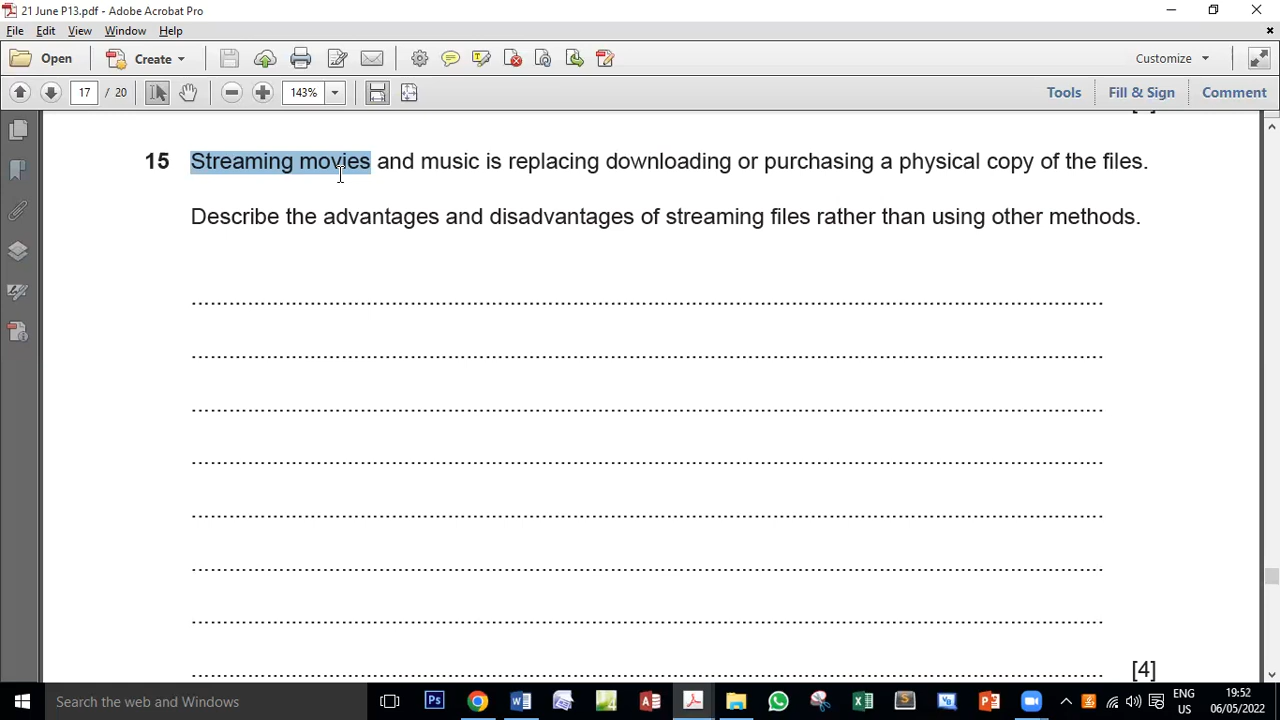 21 June P13.pdf - Adobe Acrobat Pro
File Edit View Window Help
Open Create Customize
17 / 20 143% Tools Fill & Sign Comment
15 Streaming movies and music is replacing downloading or purchasing a physical copy of the files.
Describe the advantages and disadvantages of streaming files rather than using other methods.
[4]
Search the web and Windows
ENG 19:52
US 06/05/2022